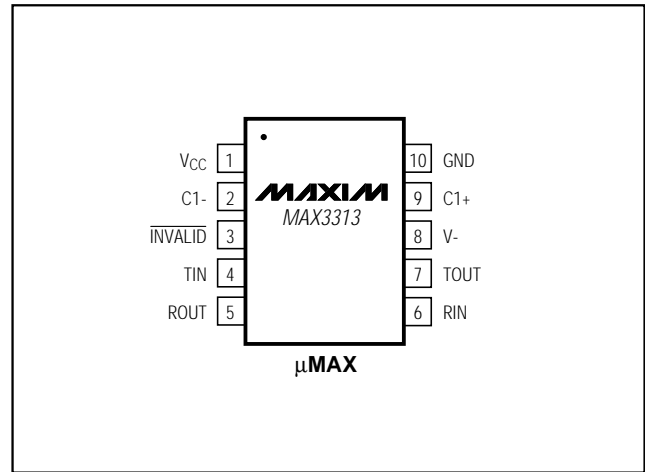 VCC 1 10 GND
C1- 2 MAXIM 9 C1+
MAX3313
INVALID 3 8 V-
TIN 4 7 TOUT
ROUT 5 6 RIN
μMAX